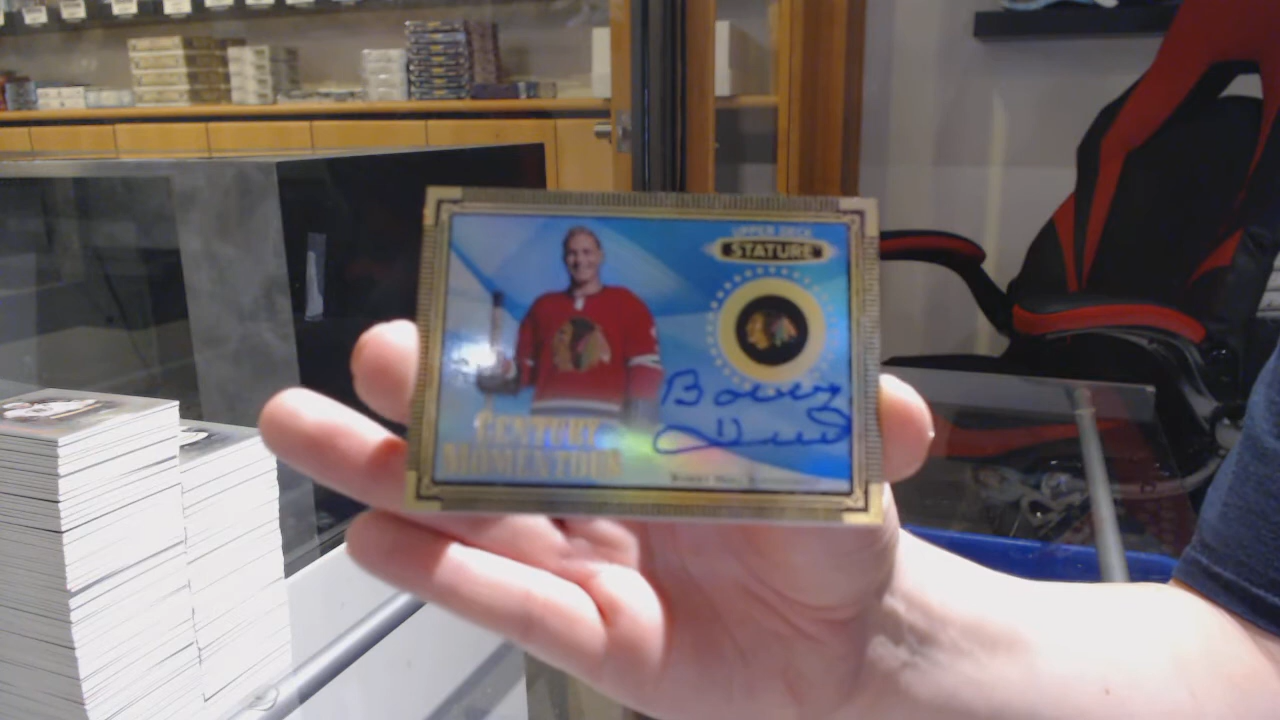 UPPER DECK
STATURE
Bobby
Hull
CENTURY
MOMENTOUS